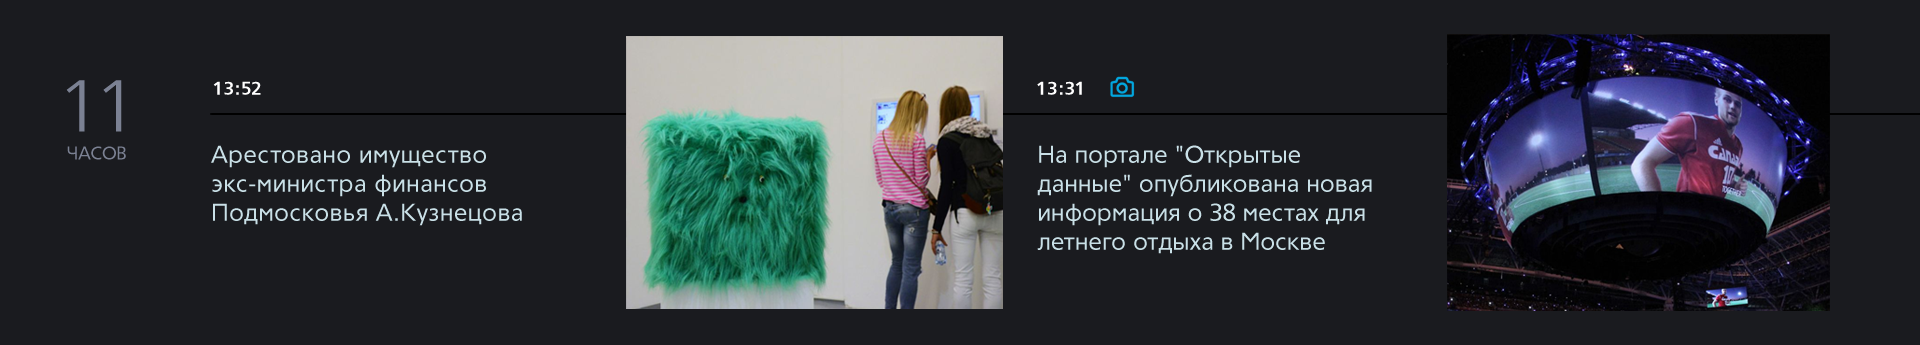 11
ЧАСОВ
13:52
Арестовано имущество
экс-министра финансов
Подмосковья А.Кузнецова
13:31
На портале "Открытые
данные" опубликована новая
информация о 38 местах для
летнего отдыха в Москве